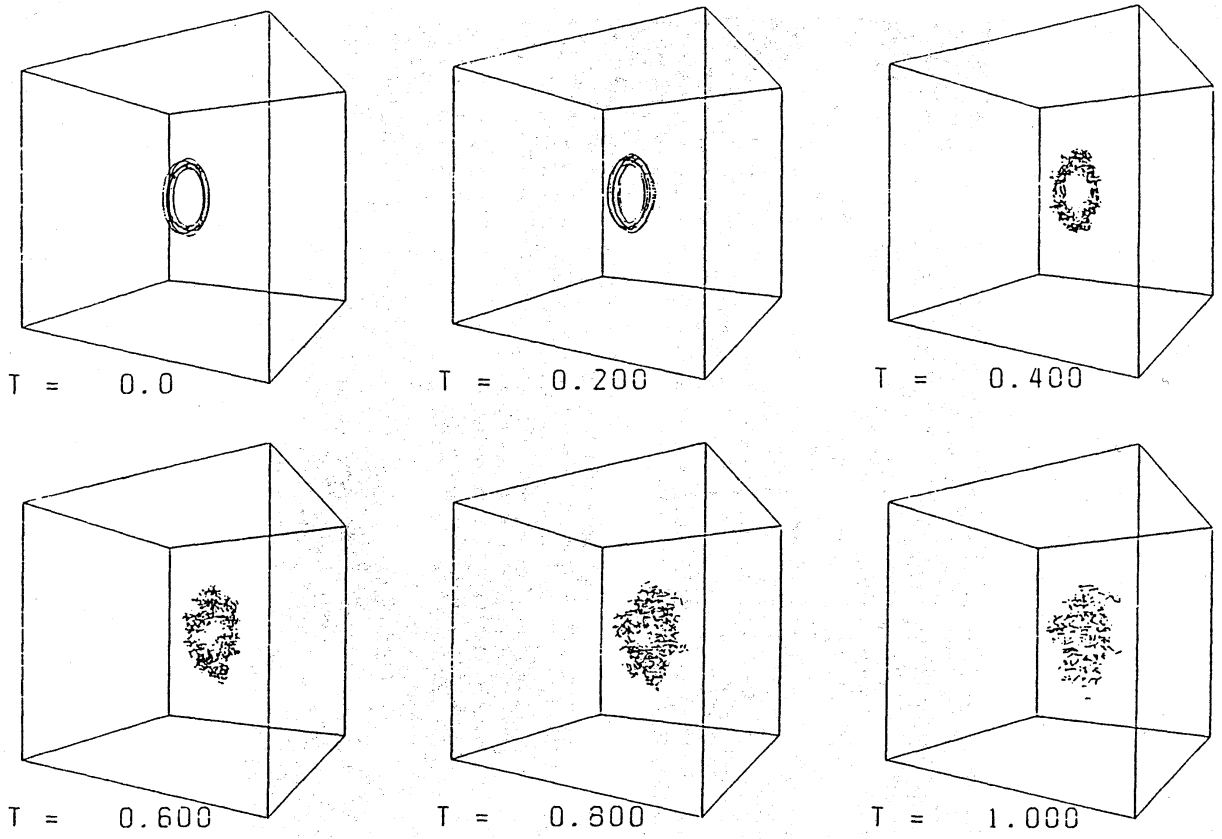 T = 0.0
T = 0.200
T = 0.400
T = 0.600
T = 0.800
T = 1.000